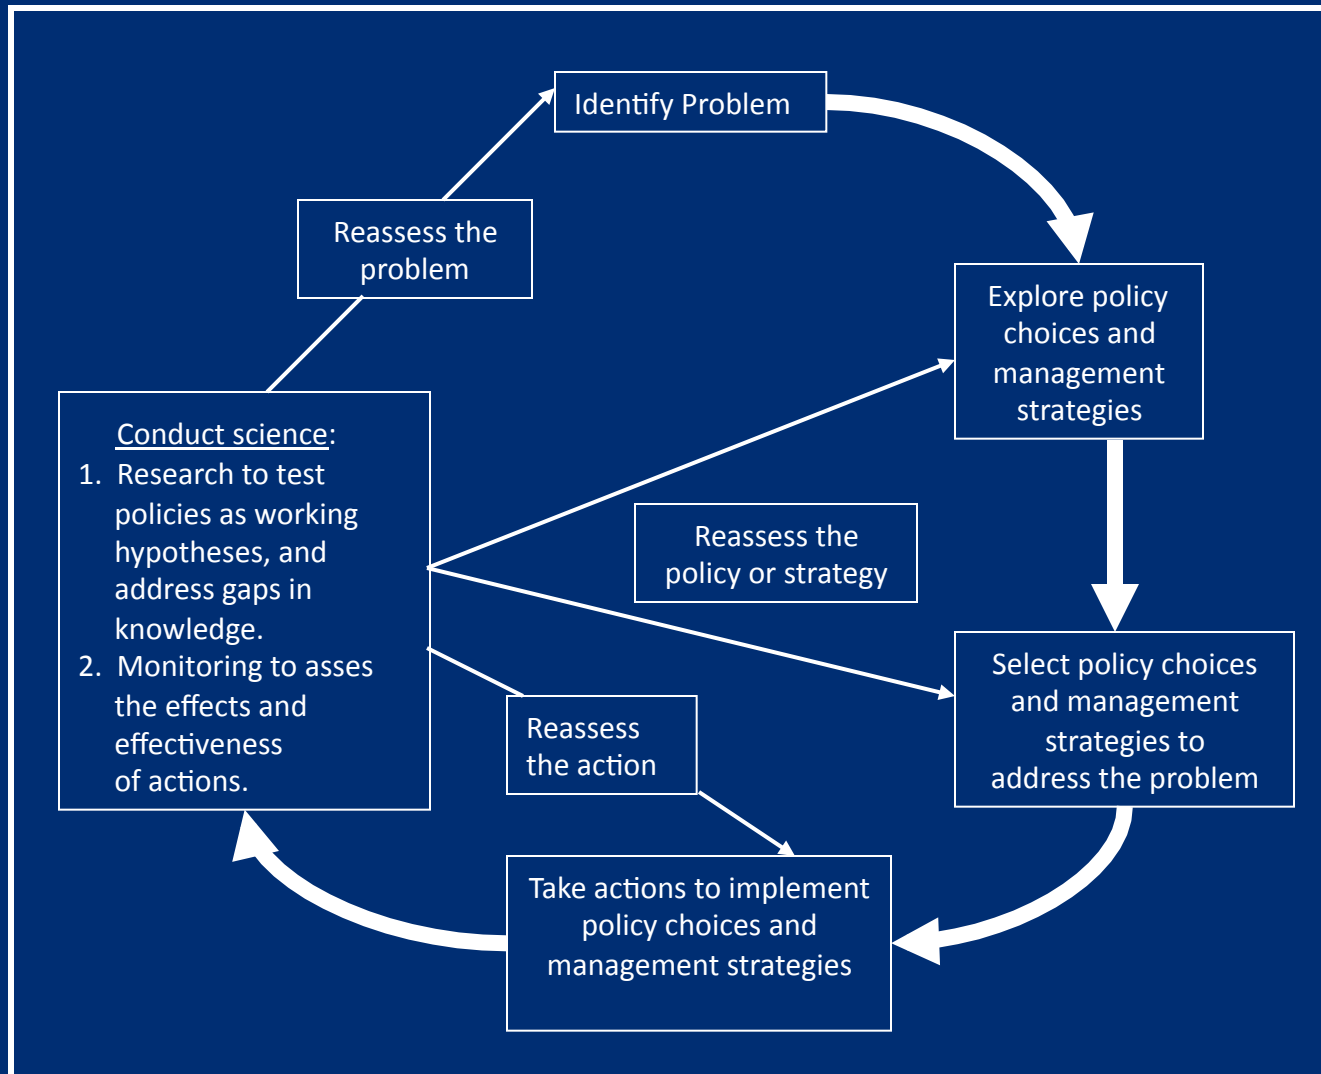 Identify Problem
Reassess the
problem
Explore policy
choices and
management
strategies
Conduct science:
1. Research to test
policies as working
hypotheses, and
address gaps in
knowledge.
2. Monitoring to asses
the effects and
effectiveness
of actions.
Reassess the
policy or strategy
Select policy choices
and management
strategies to
address the problem
Reassess
the action
Take actions to implement
policy choices and
management strategies